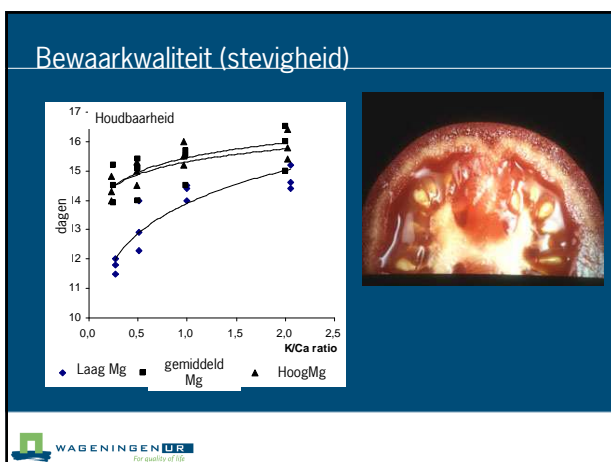 Bewaarkwaliteit (stevigheid)
Houdbaarheid
dagen
17
16
15
14
13
12
11
10
0,0 0,5 1,0 1,5 2,0 2,5
K/Ca ratio
Laag Mg gemiddeld Mg HoogMg
WAGENINGEN UR
For quality of life